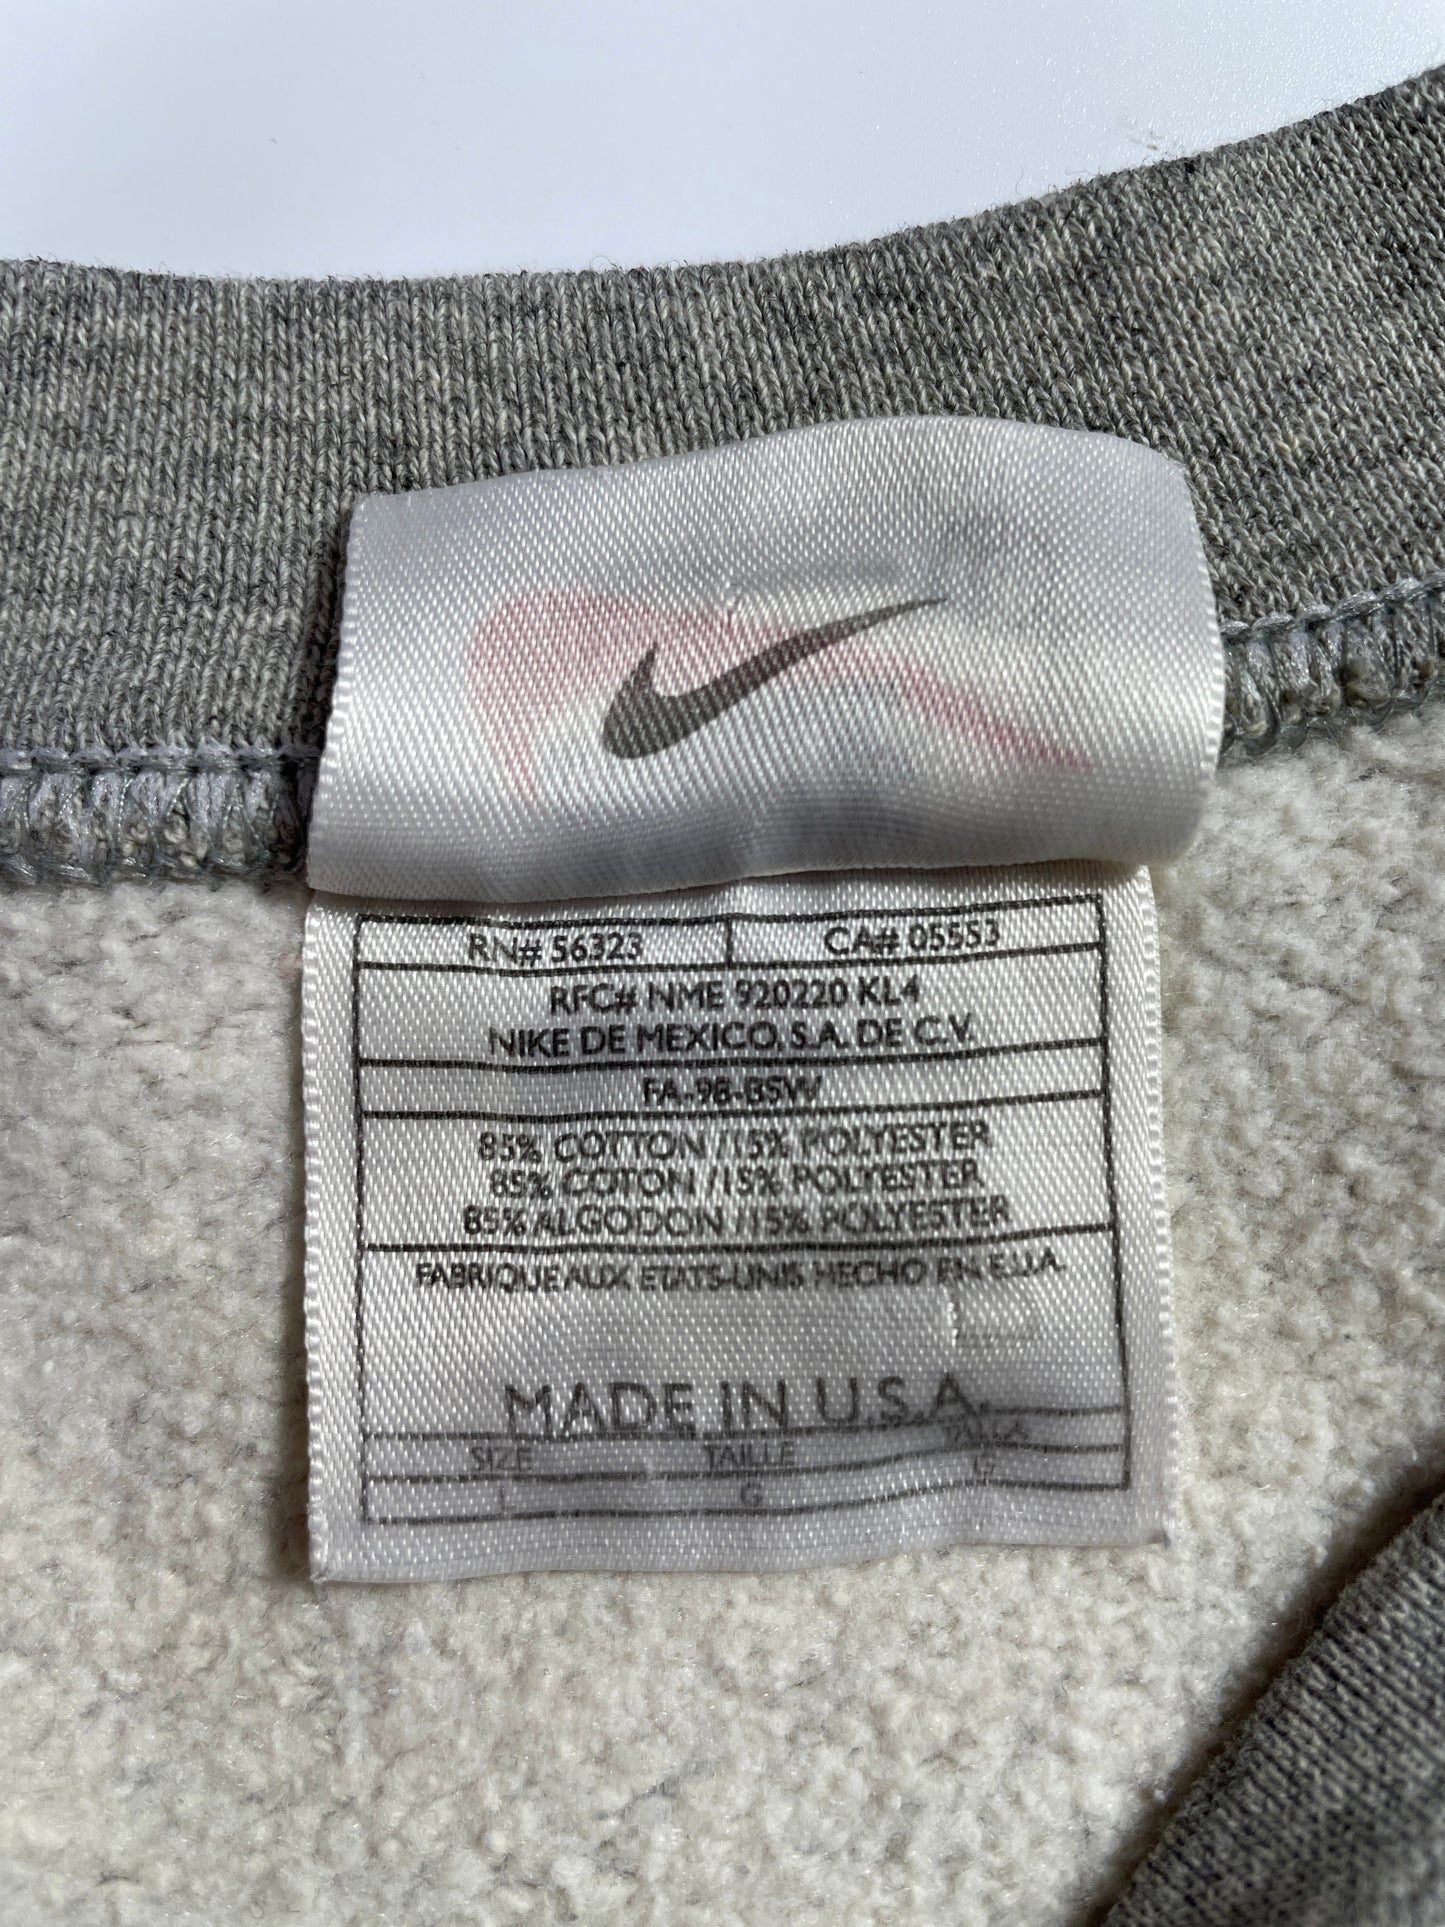 RN# 56323 CA# 05553
RFC# NME 920220 KL4
NIKE DE MEXICO, S.A. DE C.V.
FA-98-BSW
85% COTTON / 15% POLYESTER
85% COTON / 15% POLYESTER
85% ALGODON / 15% POLYESTER
FABRIQUE AUX ETATS-UNIS HECHO EN E.U.A.
MADE IN U.S.A.
SIZE TAILLE TALLA
L G G